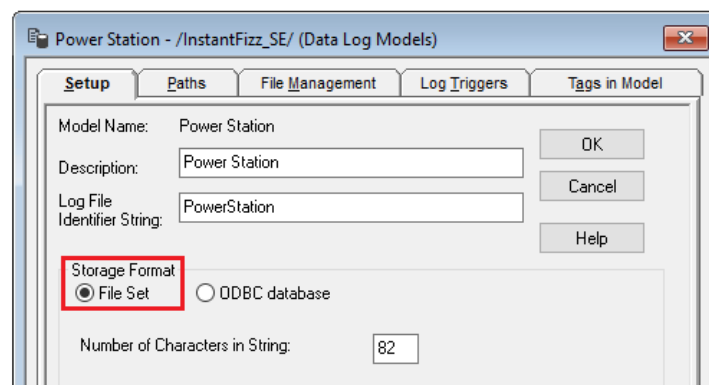 Power Station - /InstantFizz_SE/ (Data Log Models)
Setup Paths File Management Log Triggers Tags in Model
Model Name: Power Station
OK
Description: Power Station
Cancel
Log File
Identifier String: PowerStation
Help
Storage Format
File Set ODBC database
Number of Characters in String: 82